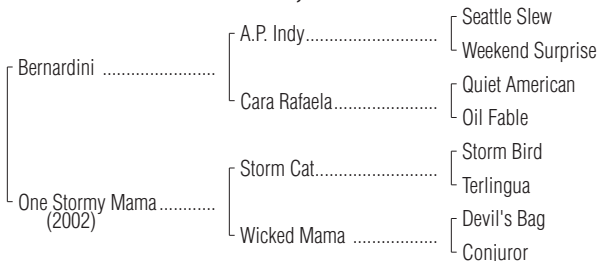 Seattle Slew
A.P. Indy
Weekend Surprise
Bernardini
Quiet American
Cara Rafaela
Oil Fable
Storm Bird
Storm Cat
Terlingua
One Stormy Mama
(2002)
Devil's Bag
Wicked Mama
Conjuror